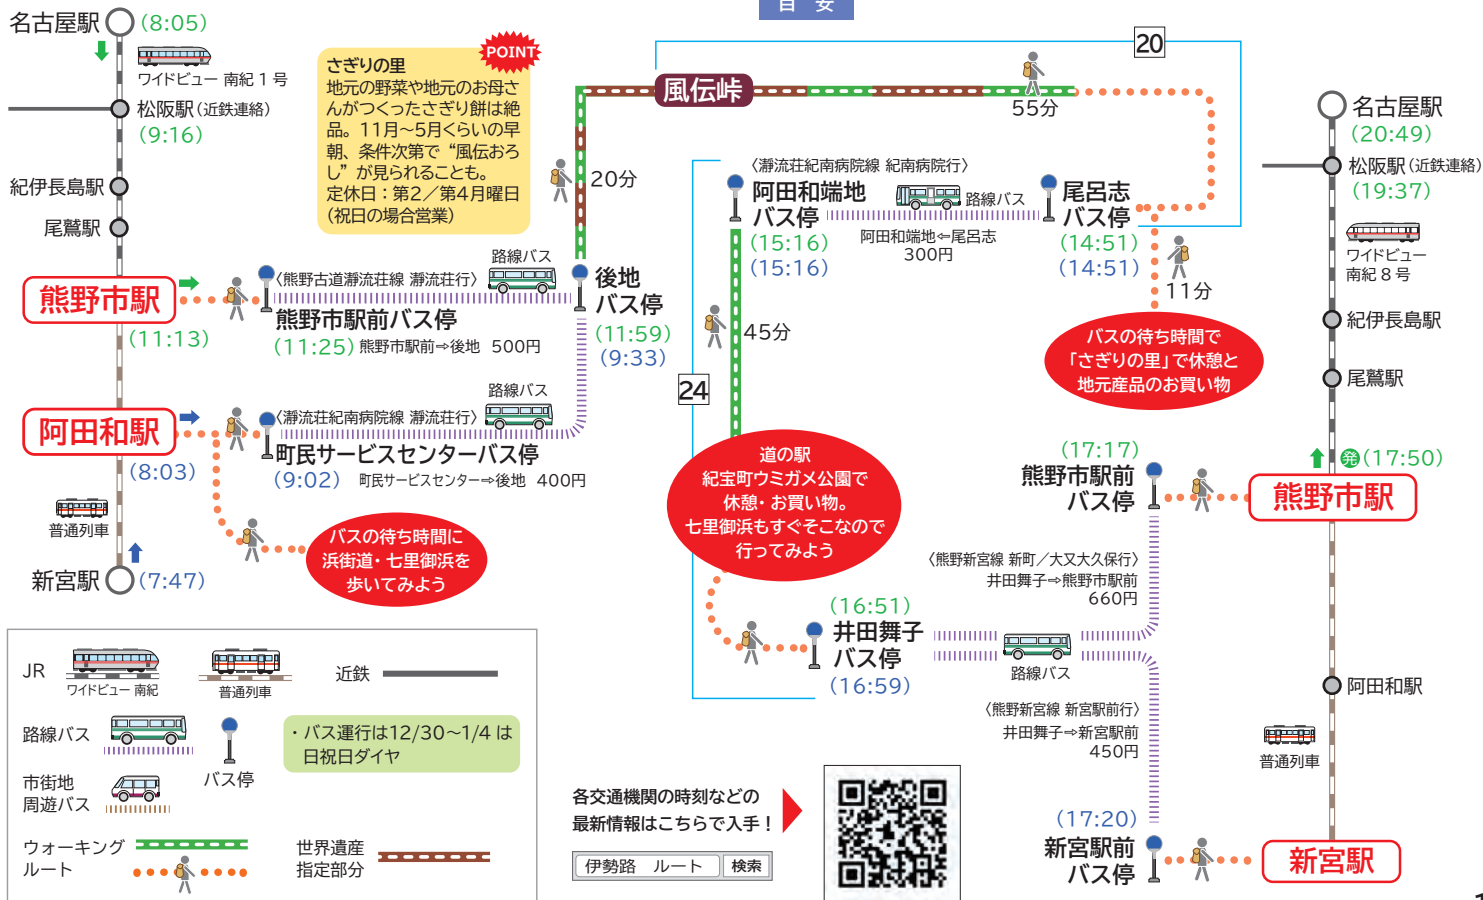 目 安
名古屋駅 (8:05)
ワイドビュー 南紀 1 号
松阪駅 (近鉄連絡)
(9:16)
紀伊長島駅
尾鷲駅
熊野市駅
(11:13)
阿田和駅
(8:03)
普通列車
新宮駅 (7:47)
POINT
さぎりの里
地元の野菜や地元のお母さ
んがつくったさぎり餅は絶
品。11月〜5月くらいの早
朝、条件次第で“風伝おろ
し”が見られることも。
定休日：第2／第4月曜日
(祝日の場合営業)
路線バス
〈熊野古道瀞流荘線 瀞流荘行〉
熊野市駅前バス停
(11:25) 熊野市駅前⇨後地 500円
後地
バス停
(11:59)
(9:33)
路線バス
〈瀞流荘紀南病院線 瀞流荘行〉
町民サービスセンターバス停
(9:02) 町民サービスセンター⇨後地 400円
バスの待ち時間に
浜街道・七里御浜を
歩いてみよう
20分
風伝峠
20
55分
〈瀞流荘紀南病院線 紀南病院行〉
阿田和端地
バス停
(15:16)
(15:16)
路線バス
阿田和端地⇦尾呂志
300円
尾呂志
バス停
(14:51)
(14:51)
11分
バスの待ち時間で
「さぎりの里」で休憩と
地元産品のお買い物
45分
24
道の駅
紀宝町ウミガメ公園で
休憩・お買い物。
七里御浜もすぐそこなので
行ってみよう
(16:51)
井田舞子
バス停
(16:59)
路線バス
(17:17)
熊野市駅前
バス停
〈熊野新宮線 新町／大又大久保行〉
井田舞子⇨熊野市駅前
660円
〈熊野新宮線 新宮駅前行〉
井田舞子⇨新宮駅前
450円
(17:20)
新宮駅前
バス停
名古屋駅
(20:49)
松阪駅 (近鉄連絡)
(19:37)
ワイドビュー
南紀 8 号
紀伊長島駅
尾鷲駅
発 (17:50)
熊野市駅
阿田和駅
普通列車
新宮駅
JR
ワイドビュー 南紀
普通列車
近鉄
路線バス
バス停
・バス運行は12/30〜1/4 は
日祝日ダイヤ
市街地
周遊バス
ウォーキング
ルート
世界遺産
指定部分
各交通機関の時刻などの
最新情報はこちらで入手！
伊勢路 ルート 検索